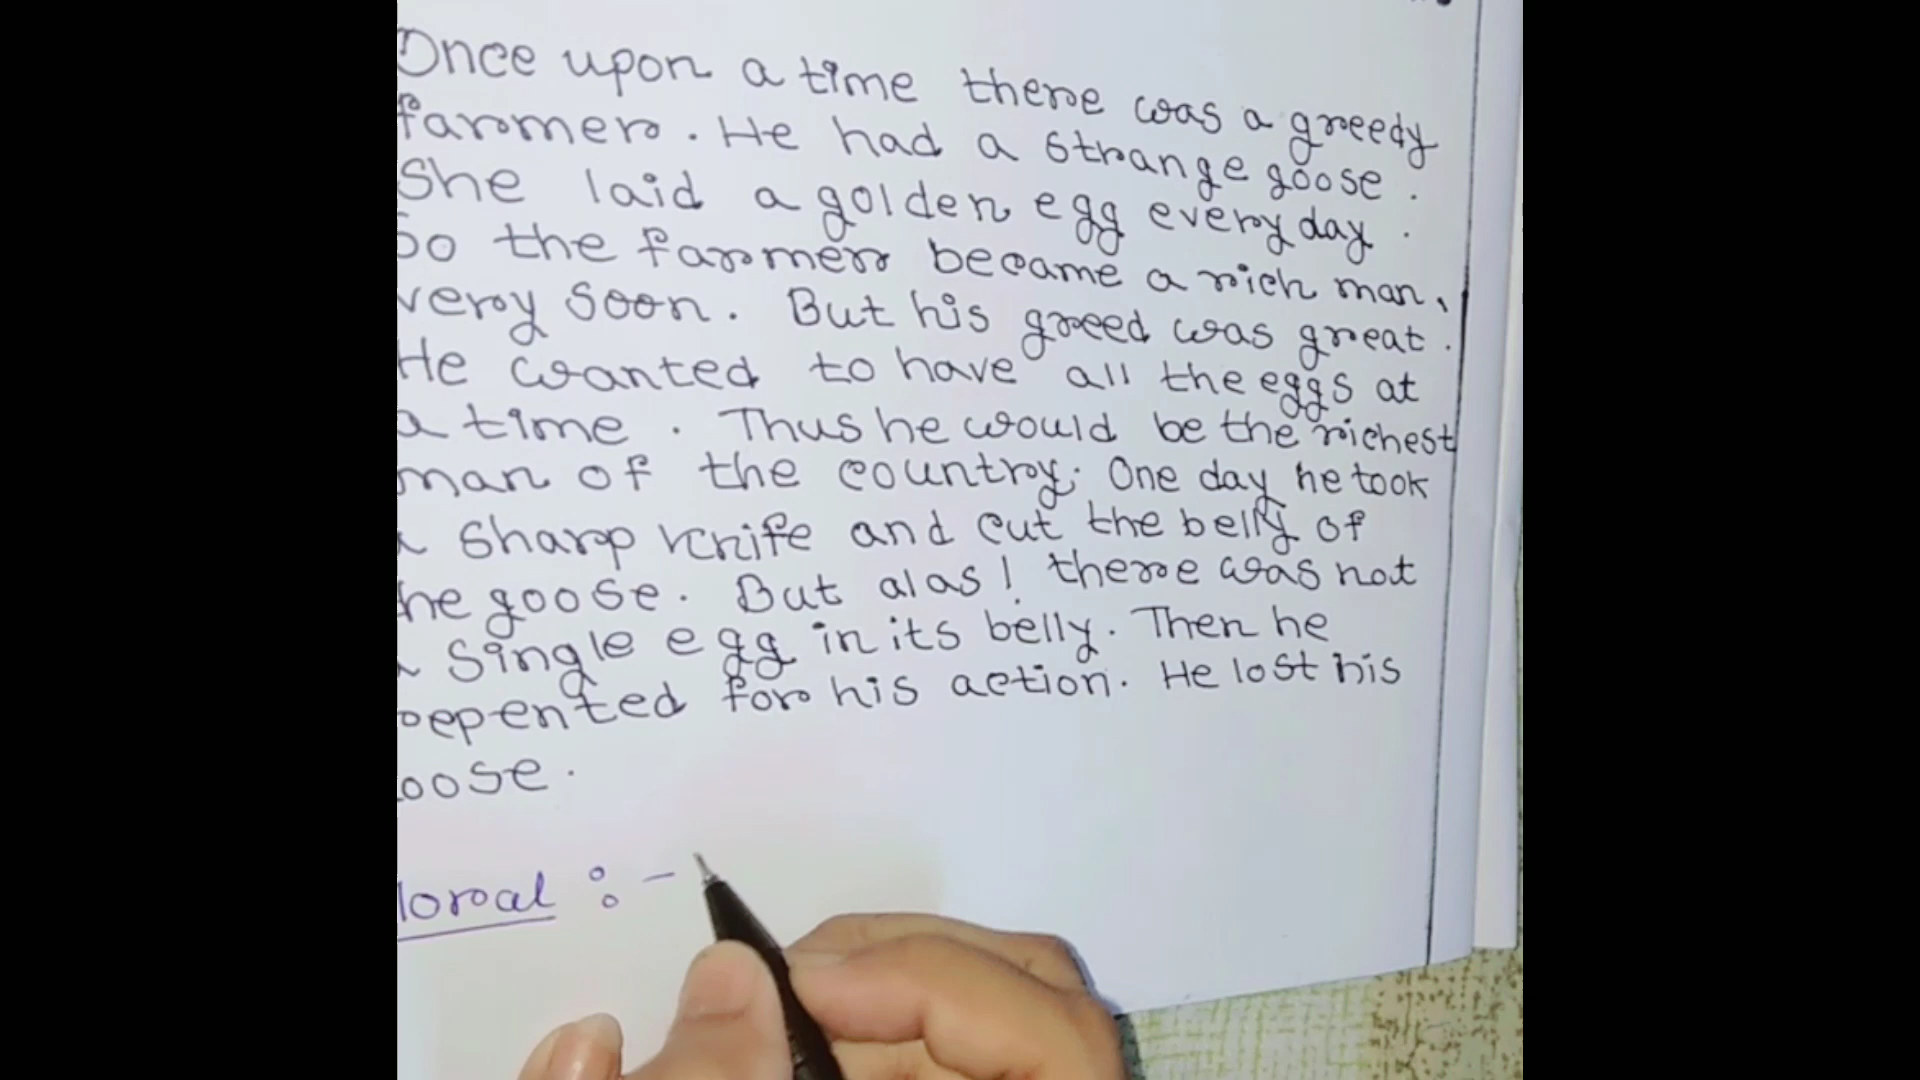 Once upon a time there was a greedy
farmer. He had a strange goose.
She laid a golden egg every day.
So the farmer became a rich man,
very soon. But his greed was great.
He wanted to have all the eggs at
a time. Thus he would be the richest
man of the country. One day he took
a sharp knife and cut the belly of
he goose. But alas! there was not
a single egg in its belly. Then he
repented for his action. He lost his
oose.
loral :-